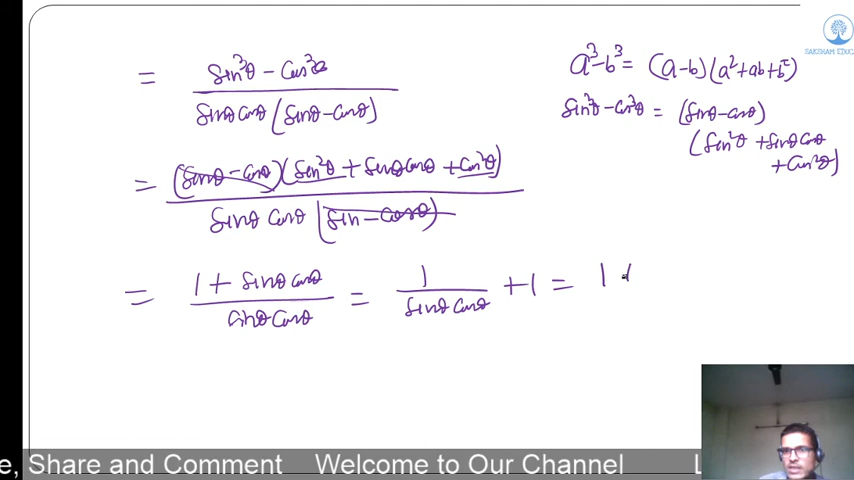 = sin³θ - cos³θ / sinθ cosθ (sinθ - cosθ)
= (sinθ - cosθ)(sin²θ + sinθ cosθ + cos²θ) / sinθ cosθ (sin - cosθ)
= 1 + sinθ cosθ / sinθ cosθ = 1 / sinθ cosθ + 1 = 1 +
a³ - b³ = (a-b)(a² + ab + b²)
sin³θ - cos³θ = (sinθ - cosθ)
(sin²θ + sinθ cosθ
+ cos²θ)
SAKSHAM EDUC
e, Share and Comment Welcome to Our Channel L